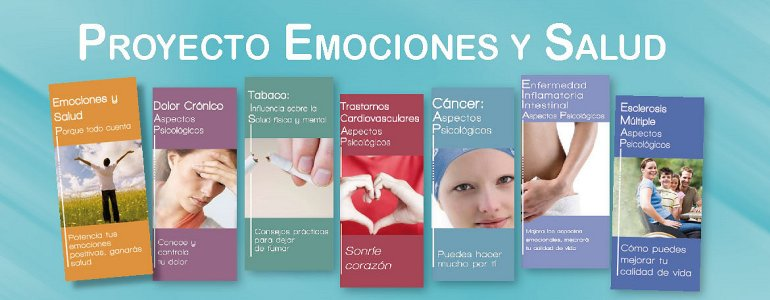 PROYECTO EMOCIONES Y SALUD
Emociones y
Salud
Porque todo cuenta
Potencia tus
emociones
positivas, ganarás
salud
Dolor Crónico
Aspectos
Psicológicos
Conoce y
controla
tu dolor
Tabaco:
Influencia sobre la
Salud física y mental
Consejos prácticos
para dejar
de fumar
Trastornos
Cardiovasculares
Aspectos
Psicológicos
Sonríe
corazón
Cáncer:
Aspectos
Psicológicos
Puedes hacer
mucho por tí
Enfermedad
Inflamatoria
Intestinal
Aspectos Psicológicos
Mejora los aspectos
emocionales, mejorará
tu calidad de vida
Esclerosis
Múltiple
Aspectos
Psicológicos
Cómo puedes
mejorar tu
calidad de vida